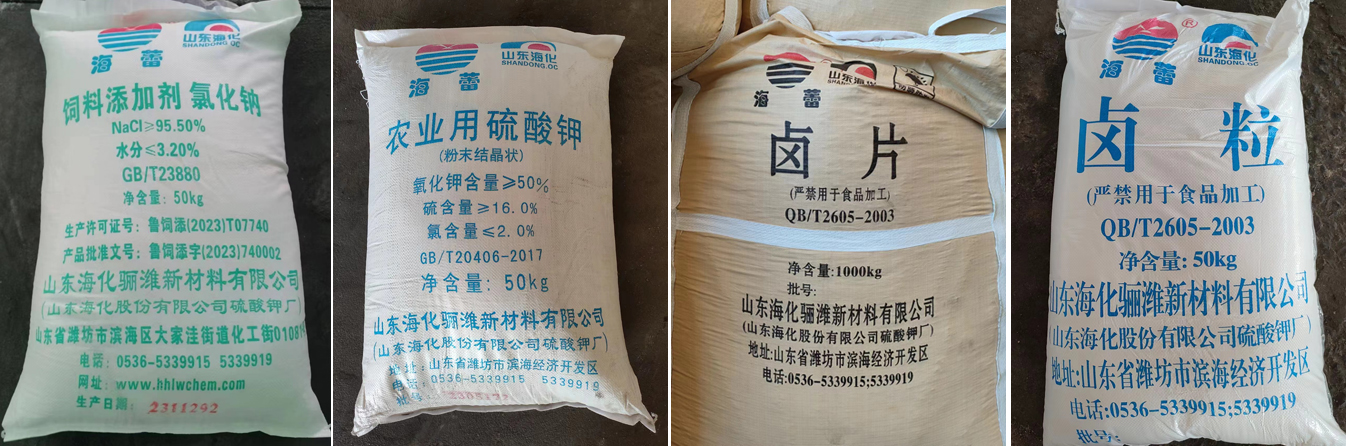 山东海化
SHANDONG.OC
海蕾
饲料添加剂 氯化钠
NaCl≥95.50%
水分≤3.20%
GB/T23880
净含量: 50kg
生产许可证号: 鲁饲添(2023)T07740
产品批准文号: 鲁饲添字(2023)740002
山东海化骊潍新材料有限公司
(山东海化股份有限公司硫酸钾厂)
山东省潍坊市滨海区大家洼街道化工街0108
电话: 0536-5339915 5339919
网址: www.hhlwchem.com
生产日期: 2311292
山东海化
SHANDONG.OC
海蕾
农业用硫酸钾
(粉末结晶状)
氧化钾含量≥50%
硫含量≥16.0%
氯含量≤2.0%
GB/T20406-2017
净含量: 50kg
山东海化骊潍新材料有限公司
(山东海化股份有限公司硫酸钾厂)
地址: 山东省潍坊市滨海经济开发区
电话: 0536-5339915 5339919
批号:
山东海化
海蕾
卤片
(严禁用于食品加工)
QB/T2605-2003
净含量:1000kg
批号:
山东海化骊潍新材料有限公司
(山东海化股份有限公司硫酸钾厂)
地址:山东省潍坊市滨海经济开发区
电话:0536-5339915;5339919
®
山东海化
SHANDONG.OC
海蕾
卤粒
(严禁用于食品加工)
QB/T2605-2003
净含量: 50kg
山东海化骊潍新材料有限公司
(山东海化股份有限公司硫酸钾厂)
地址:山东省潍坊市滨海经济开发区
电话:0536-5339915;5339919
批号: